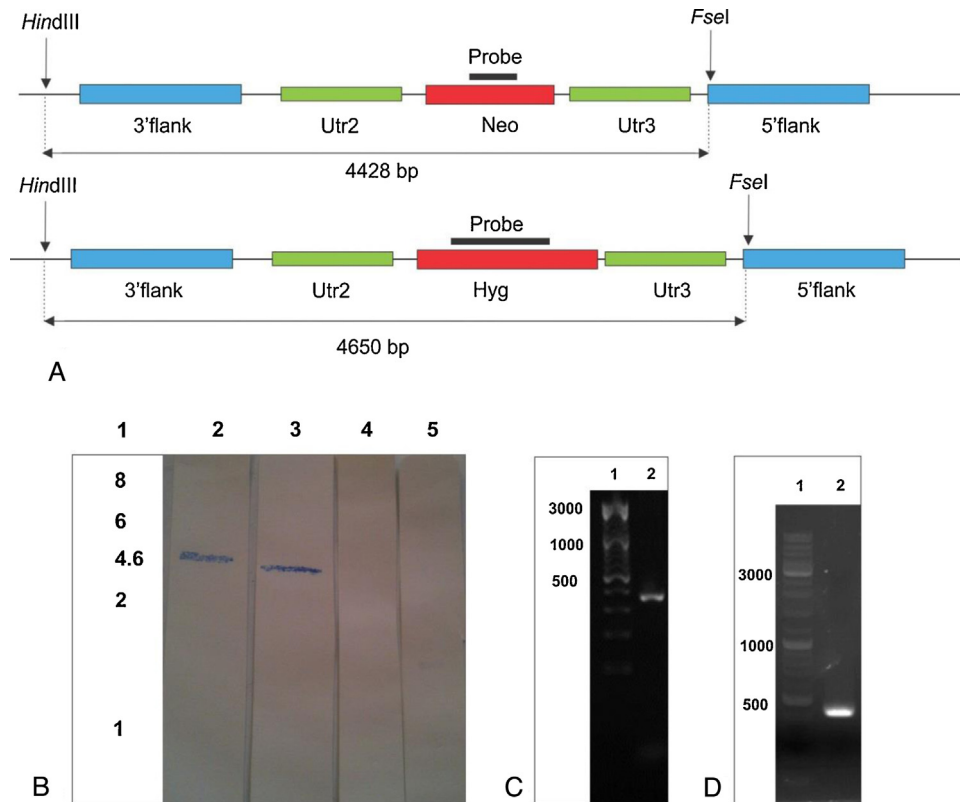 HindIII
FseI
Probe
3'flank Utr2 Neo Utr3 5'flank
4428 bp
HindIII
FseI
Probe
3'flank Utr2 Hyg Utr3 5'flank
4650 bp
A
1 2 3 4 5
8
6
4.6
2
1
B
1 2
3000
1000
500
C
1 2
3000
1000
500
D